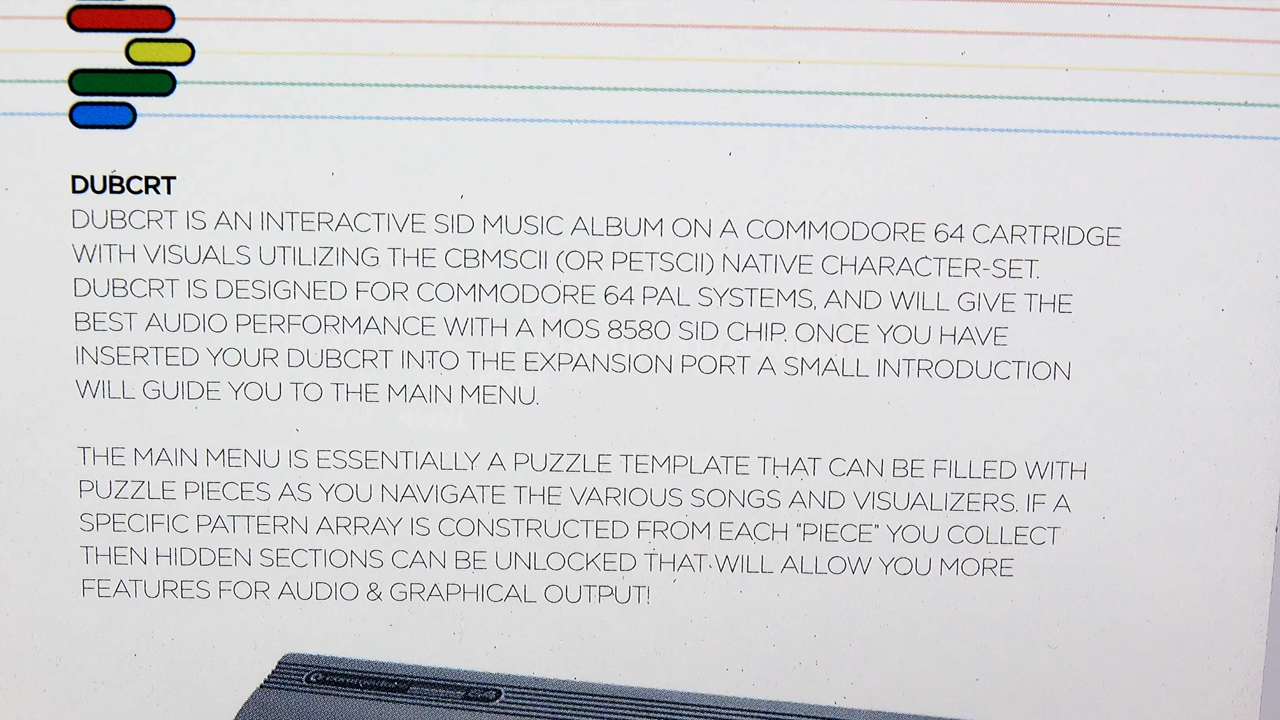 DUBCRT
DUBCRT IS AN INTERACTIVE SID MUSIC ALBUM ON A COMMODORE 64 CARTRIDGE
WITH VISUALS UTILIZING THE CBMSCII (OR PETSCII) NATIVE CHARACTER-SET.
DUBCRT IS DESIGNED FOR COMMODORE 64 PAL SYSTEMS, AND WILL GIVE THE
BEST AUDIO PERFORMANCE WITH A MOS 8580 SID CHIP. ONCE YOU HAVE
INSERTED YOUR DUBCRT INTO THE EXPANSION PORT A SMALL INTRODUCTION
WILL GUIDE YOU TO THE MAIN MENU.
THE MAIN MENU IS ESSENTIALLY A PUZZLE TEMPLATE THAT CAN BE FILLED WITH
PUZZLE PIECES AS YOU NAVIGATE THE VARIOUS SONGS AND VISUALIZERS. IF A
SPECIFIC PATTERN ARRAY IS CONSTRUCTED FROM EACH "PIECE" YOU COLLECT
THEN HIDDEN SECTIONS CAN BE UNLOCKED THAT WILL ALLOW YOU MORE
FEATURES FOR AUDIO & GRAPHICAL OUTPUT!